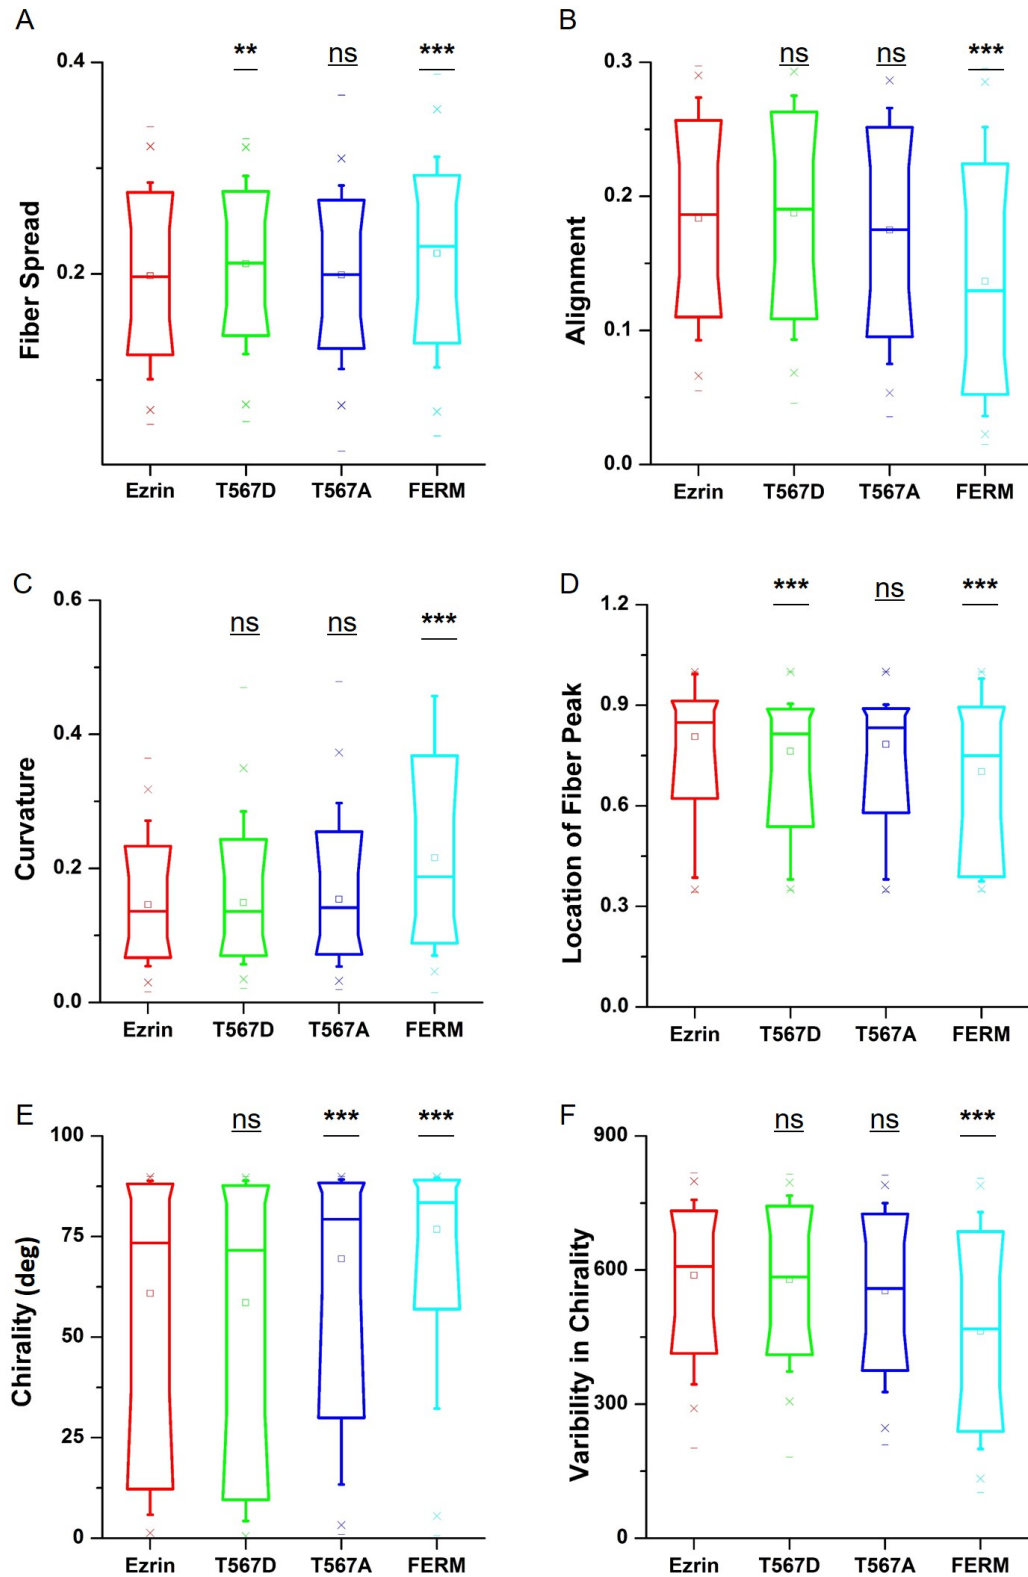 A
B
** ns ***
ns ns ***
0.4
0.2
Fiber Spread
Ezrin T567D T567A FERM
0.3
0.2
0.1
0.0
Alignment
Ezrin T567D T567A FERM
C
D
ns ns ***
*** ns ***
0.6
0.4
0.2
0.0
Curvature
Ezrin T567D T567A FERM
1.2
0.9
0.6
0.3
0.0
Location of Fiber Peak
Ezrin T567D T567A FERM
E
F
ns *** ***
ns ns ***
100
75
50
25
0
Chirality (deg)
Ezrin T567D T567A FERM
900
600
300
0
Varibility in Chirality
Ezrin T567D T567A FERM